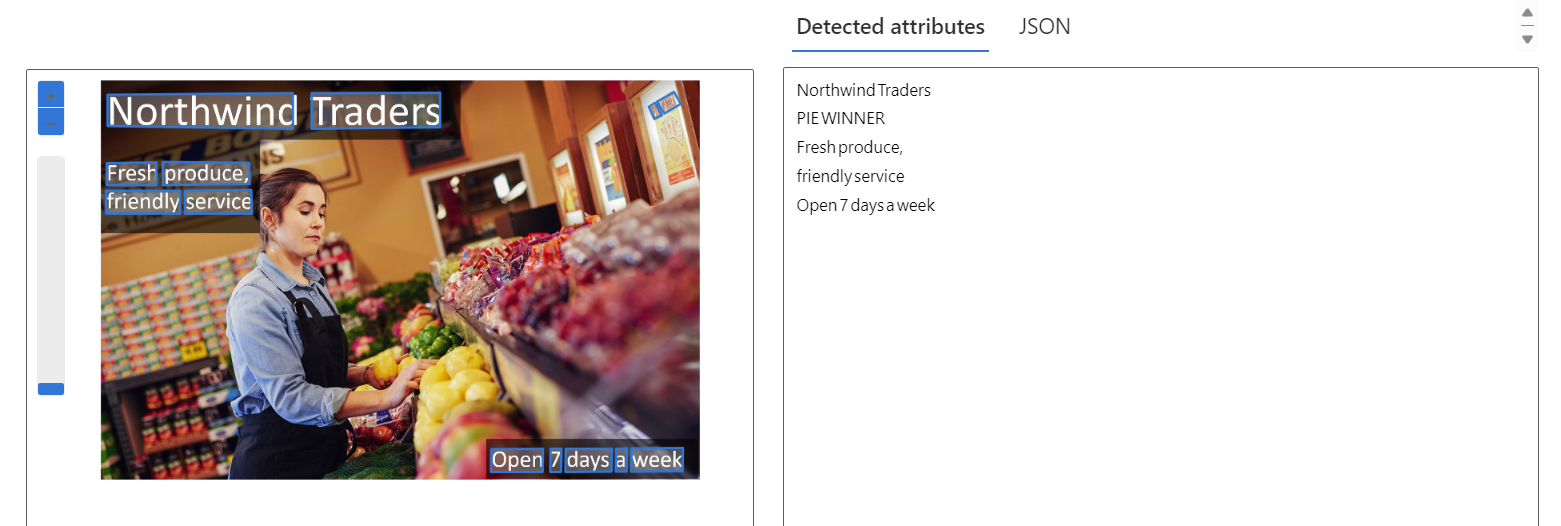 Detected attributes
JSON
Northwind Traders
Fresh produce,
friendly service
Open 7 days a week
Northwind Traders
PIE WINNER
Fresh produce,
friendly service
Open 7 days a week